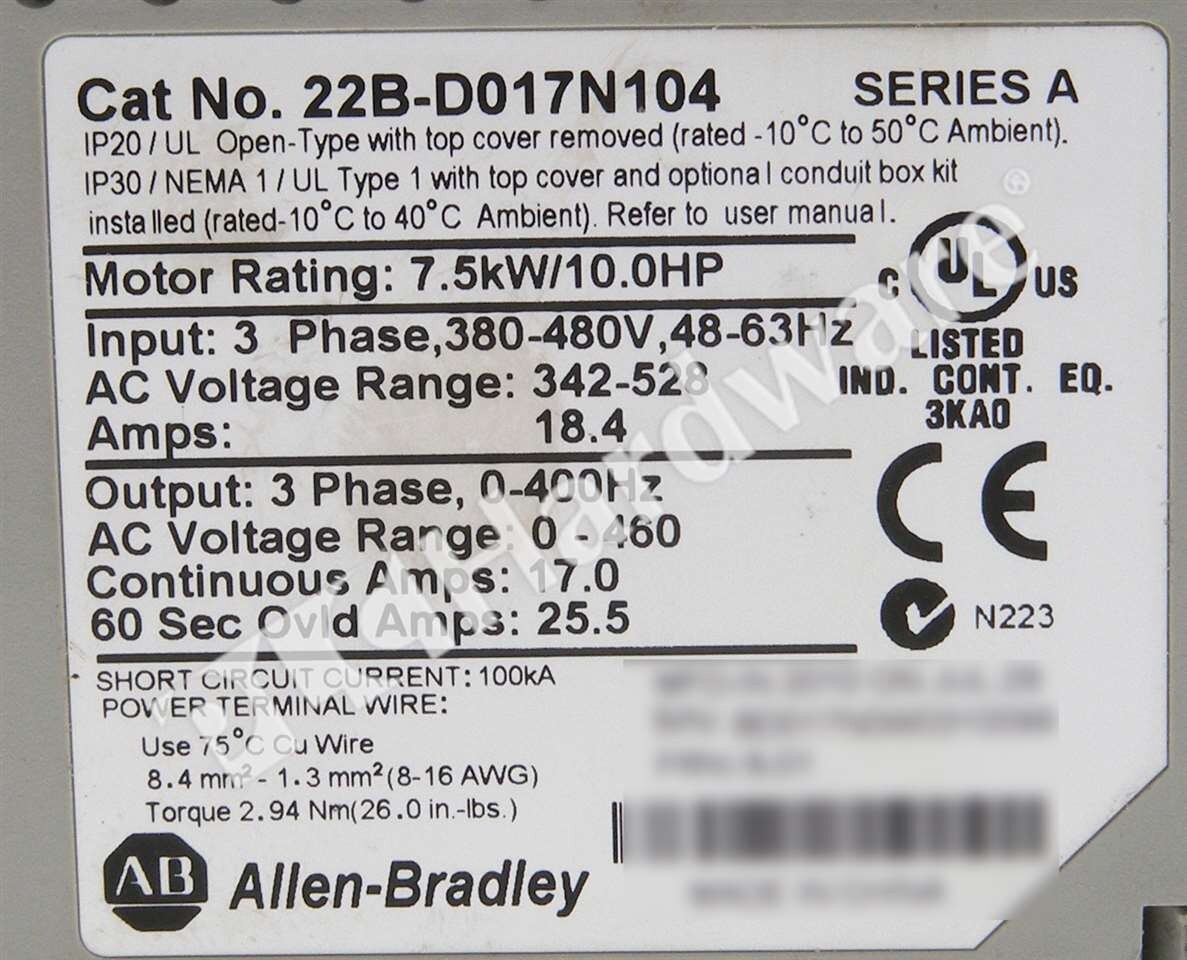 Cat No. 22B-D017N104 SERIES A
IP20 / UL Open-Type with top cover removed (rated -10°C to 50°C Ambient).
IP30 / NEMA 1 / UL Type 1 with top cover and optional conduit box kit
installed (rated-10°C to 40°C Ambient). Refer to user manual.
Motor Rating: 7.5kW/10.0HP
C UL US
Input: 3 Phase,380-480V,48-63Hz
LISTED
AC Voltage Range: 342-528
IND. CONT. EQ.
Amps: 18.4
3KA0
Output: 3 Phase, 0-400Hz
CE
AC Voltage Range: 0 - 460
Continuous Amps: 17.0
60 Sec Ovld Amps: 25.5
N223
SHORT CIRCUIT CURRENT: 100kA
POWER TERMINAL WIRE:
Use 75°C Cu Wire
8.4 mm² - 1.3 mm² (8-16 AWG)
Torque 2.94 Nm(26.0 in.-lbs.)
AB Allen-Bradley
Hardware®